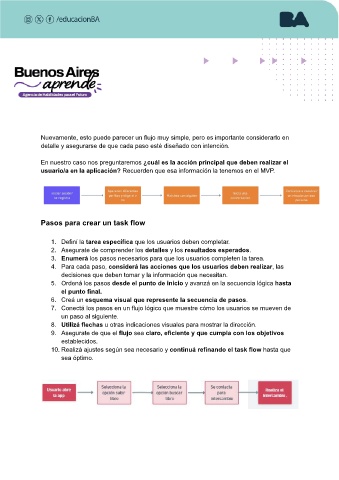 /educacionBA
BA
Buenos Aires
aprende
Agencia de Habilidades para el Futuro
Nuevamente, esto puede parecer un flujo muy simple, pero es importante considerarlo en
detalle y asegurarse de que cada paso esté diseñado con intención.
En nuestro caso nos preguntaremos ¿cuál es la acción principal que deben realizar el
usuario/a en la aplicación? Recuerden que esa información la tenemos en el MVP.
Pasos para crear un task flow
1. Definí la tarea específica que los usuarios deben completar.
2. Asegurate de comprender los detalles y los resultados esperados.
3. Enumerá los pasos necesarios para que los usuarios completen la tarea.
4. Para cada paso, considerá las acciones que los usuarios deben realizar, las
decisiones que deben tomar y la información que necesitan.
5. Ordená los pasos desde el punto de inicio y avanzá en la secuencia lógica hasta
el punto final.
6. Creá un esquema visual que represente la secuencia de pasos.
7. Conectá los pasos en un flujo lógico que muestre cómo los usuarios se mueven de
un paso al siguiente.
8. Utilizá flechas u otras indicaciones visuales para mostrar la dirección.
9. Asegurate de que el flujo sea claro, eficiente y que cumpla con los objetivos
establecidos.
10. Realizá ajustes según sea necesario y continuá refinando el task flow hasta que
sea óptimo.
Usuario abre
la app
Selecciona la
opción subir
libro
Selecciona la
opción buscar
libro
Se contacta
para
intercambio
Realiza el
intercambio